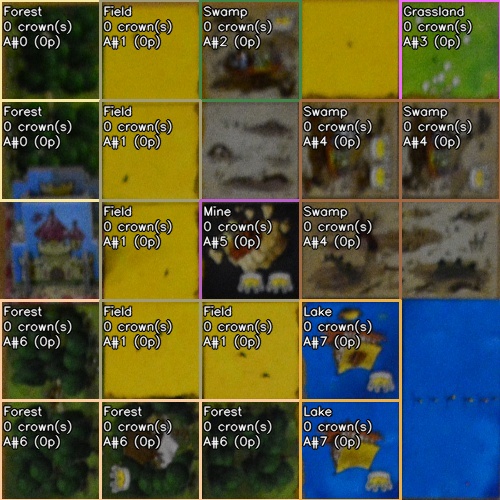 Forest
0 crown(s)
A#0 (0p)
Field
0 crown(s)
A#1 (0p)
Swamp
0 crown(s)
A#2 (0p)
Grassland
0 crown(s)
A#3 (0p)
Forest
0 crown(s)
A#0 (0p)
Field
0 crown(s)
A#1 (0p)
Swamp
0 crown(s)
A#4 (0p)
Swamp
0 crown(s)
A#4 (0p)
Field
0 crown(s)
A#1 (0p)
Mine
0 crown(s)
A#5 (0p)
Swamp
0 crown(s)
A#4 (0p)
Forest
0 crown(s)
A#6 (0p)
Field
0 crown(s)
A#1 (0p)
Field
0 crown(s)
A#1 (0p)
Lake
0 crown(s)
A#7 (0p)
Forest
0 crown(s)
A#6 (0p)
Forest
0 crown(s)
A#6 (0p)
Forest
0 crown(s)
A#6 (0p)
Lake
0 crown(s)
A#7 (0p)